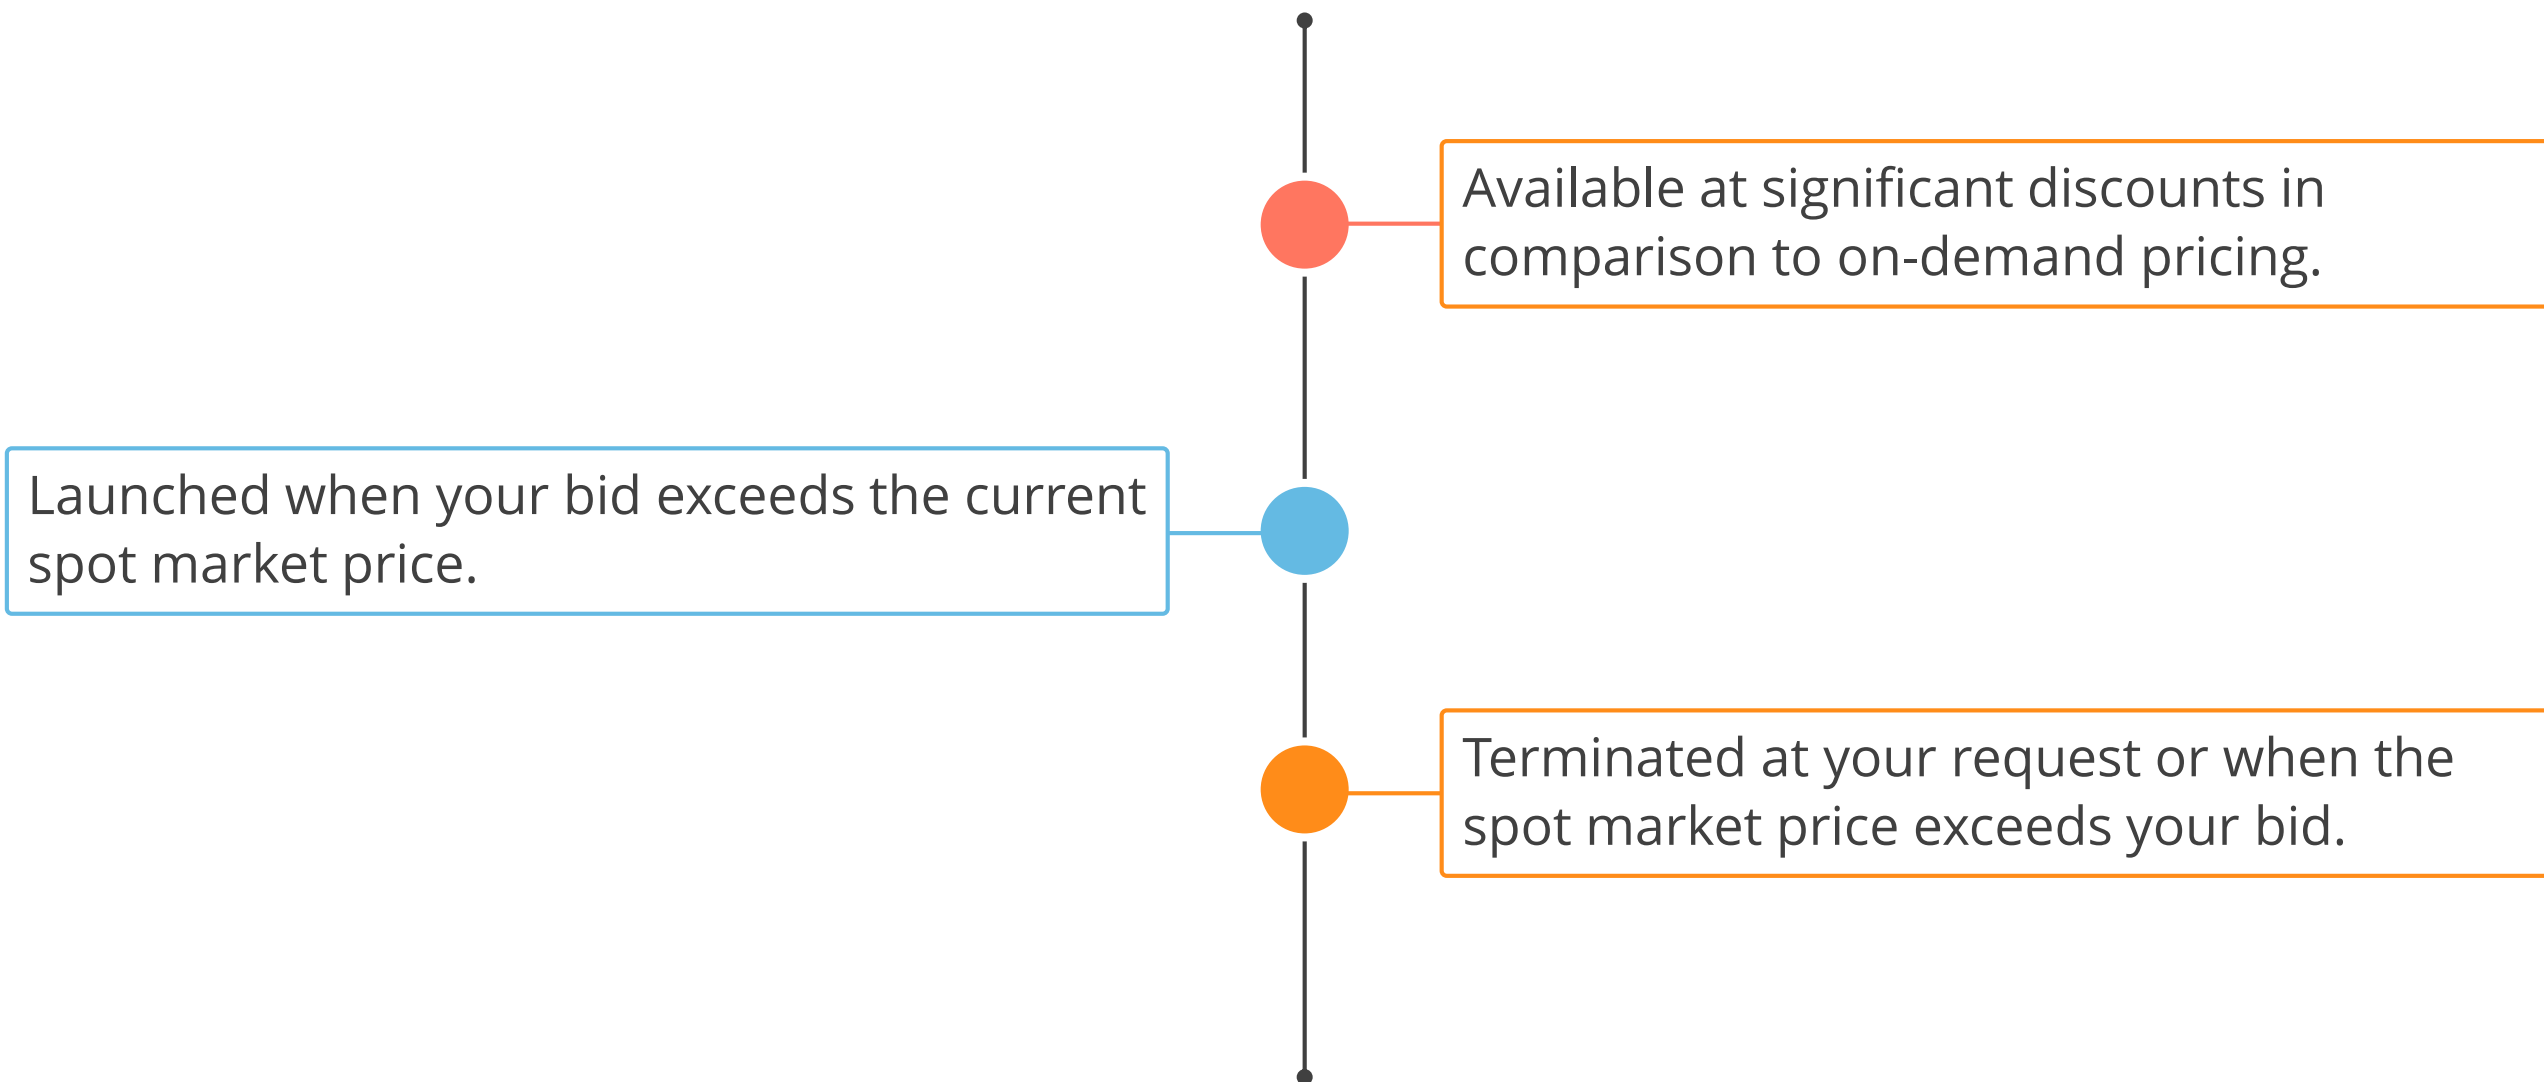 Available at significant discounts in
comparison to on-demand pricing.
Launched when your bid exceeds the current
spot market price.
Terminated at your request or when the
spot market price exceeds your bid.